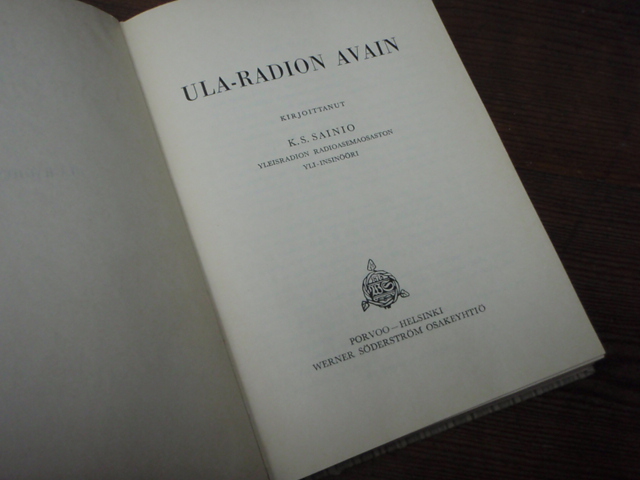 ULA-RADION AVAIN
KIRJOITTANUT
K. S. SAINIO
YLEISRADION RADIOASEMAOSASTON
YLI-INSINÖÖRI
PORVOO — HELSINKI
WERNER SÖDERSTRÖM OSAKEYHTIÖ